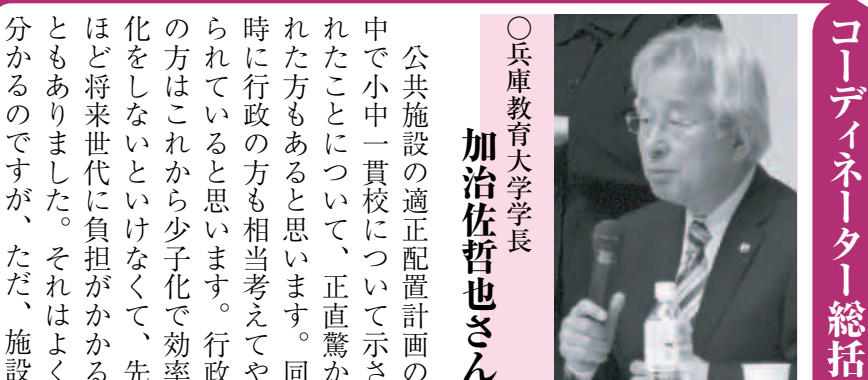 コーディネーター総括
○兵庫教育大学学長
加治佐哲也さん
公共施設の適正配置計画の
中で小中一貫校について示さ
れたことについて、正直驚か
れた方もあると思います。同
時に行政の方も相当考えてや
られていると思います。行政
の方はこれから少子化で効率
化をしないといけなくて、先
ほど将来世代に負担がかかる
ともありました。それはよく
分かるのですが、ただ、施設